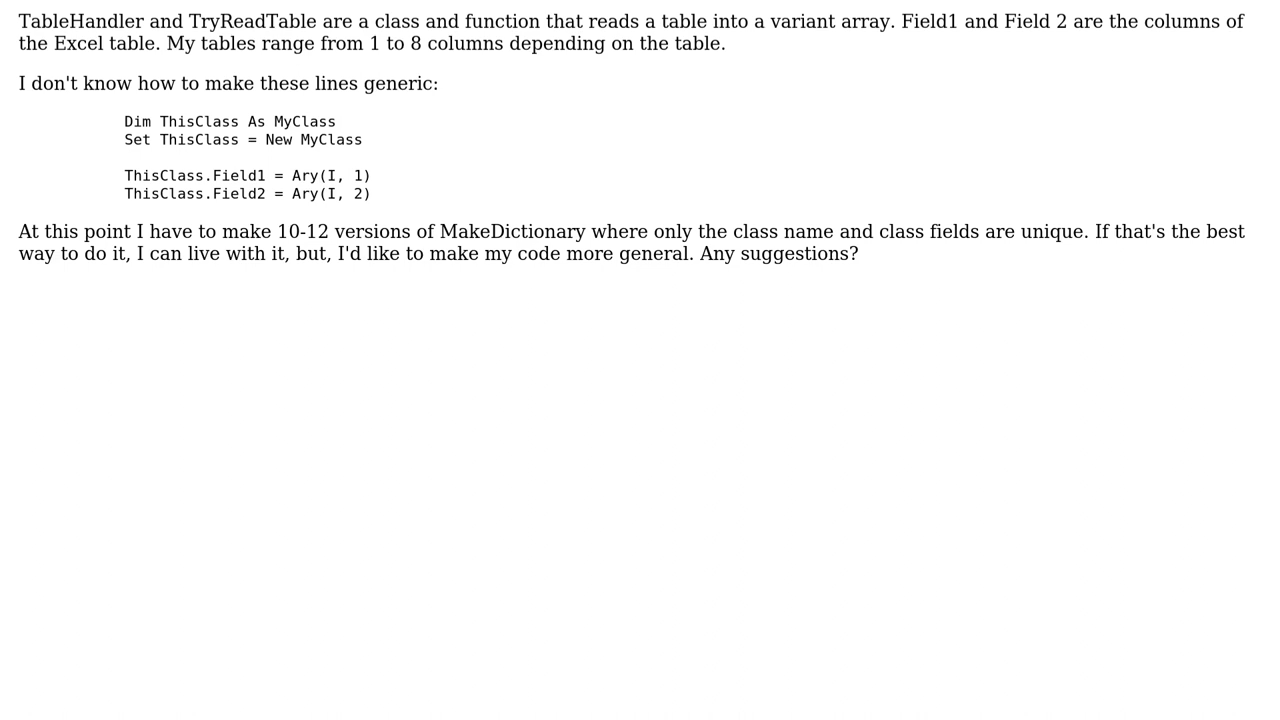 TableHandler and TryReadTable are a class and function that reads a table into a variant array. Field1 and Field 2 are the columns of
the Excel table. My tables range from 1 to 8 columns depending on the table.
I don't know how to make these lines generic:
Dim ThisClass As MyClass
Set ThisClass = New MyClass
ThisClass.Field1 = Ary(I, 1)
ThisClass.Field2 = Ary(I, 2)
At this point I have to make 10-12 versions of MakeDictionary where only the class name and class fields are unique. If that's the best
way to do it, I can live with it, but, I'd like to make my code more general. Any suggestions?